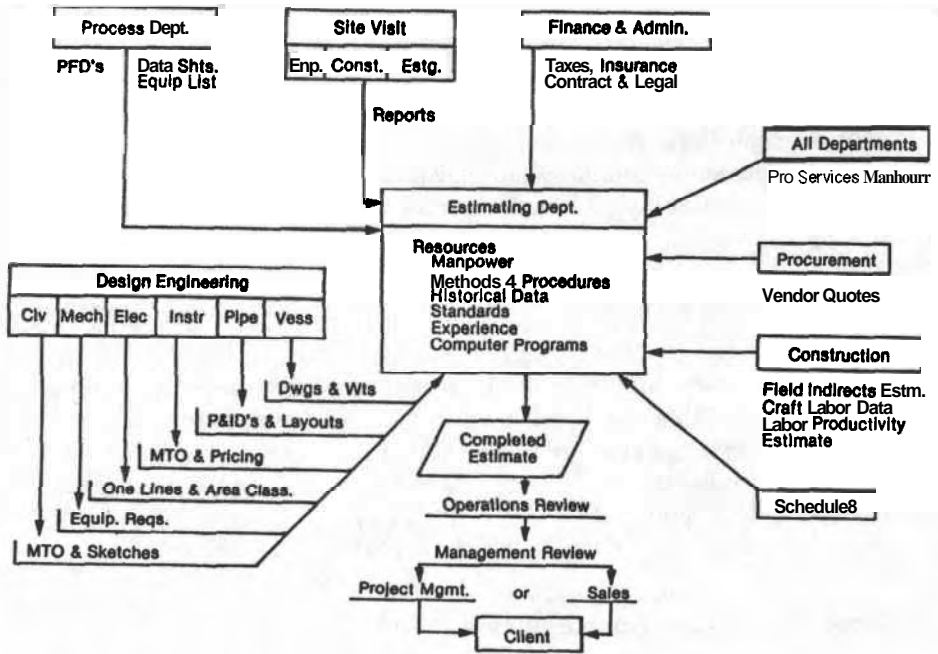 Process Dept.
PFD's
Data Shts.
Equip List
Site Visit
Enp. Const. Estg.
Reports
Finance & Admin.
Taxes, Insurance
Contract & Legal
All Departments
Pro Services Manhourr
Estimating Dept.
Resources
Manpower
Methods 4 Procedures
Historical Data
Standards
Experience
Computer Programs
Procurement
Vendor Quotes
Design Engineering
Civ Mech Elec Instr Pipe Vess
Construction
Field Indirects Estm.
Craft Labor Data
Labor Productivity
Estimate
Dwgs & Wts
P&ID's & Layouts
MTO & Pricing
One Lines & Area Class.
Equip. Reqs.
MTO & Sketches
Schedule8
Completed
Estimate
Operations Review
Management Review
Project Mgmt. or Sales
Client